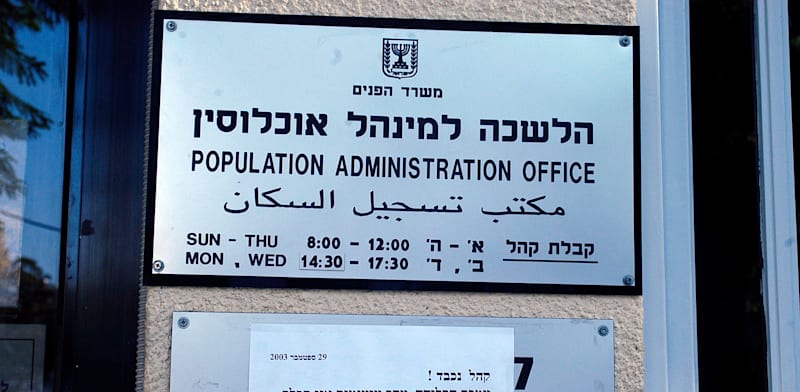 משרד הפנים
הלשכה למינהל אוכלוסין
POPULATION ADMINISTRATION OFFICE
مكتب تسجيل السكان
קבלת קהל א' - ה' 8:00 - 12:00 SUN - THU
ב', ד' 14:30 - 17:30 MON, WED
29 ספטמבר 2003
קהל נכבד !